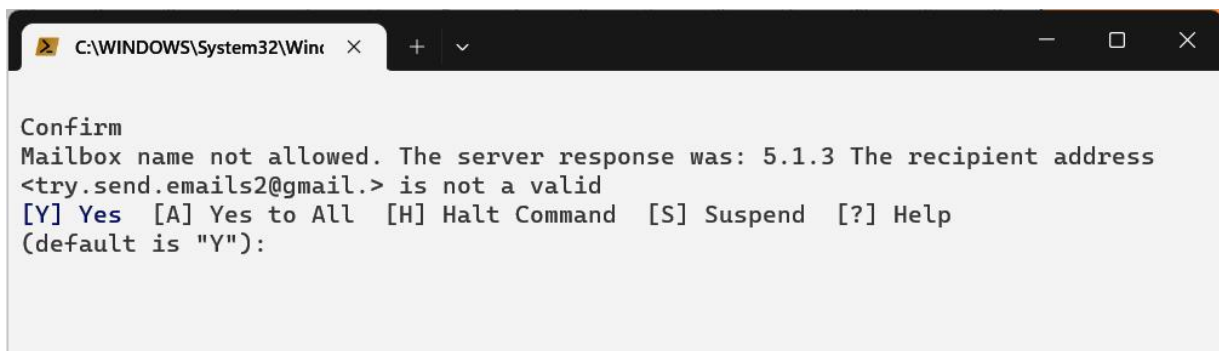 C:\WINDOWS\System32\Wind
Confirm
Mailbox name not allowed. The server response was: 5.1.3 The recipient address
<try.send.emails2@gmail.> is not a valid
[Y] Yes  [A] Yes to All  [H] Halt Command  [S] Suspend  [?] Help
(default is "Y"):